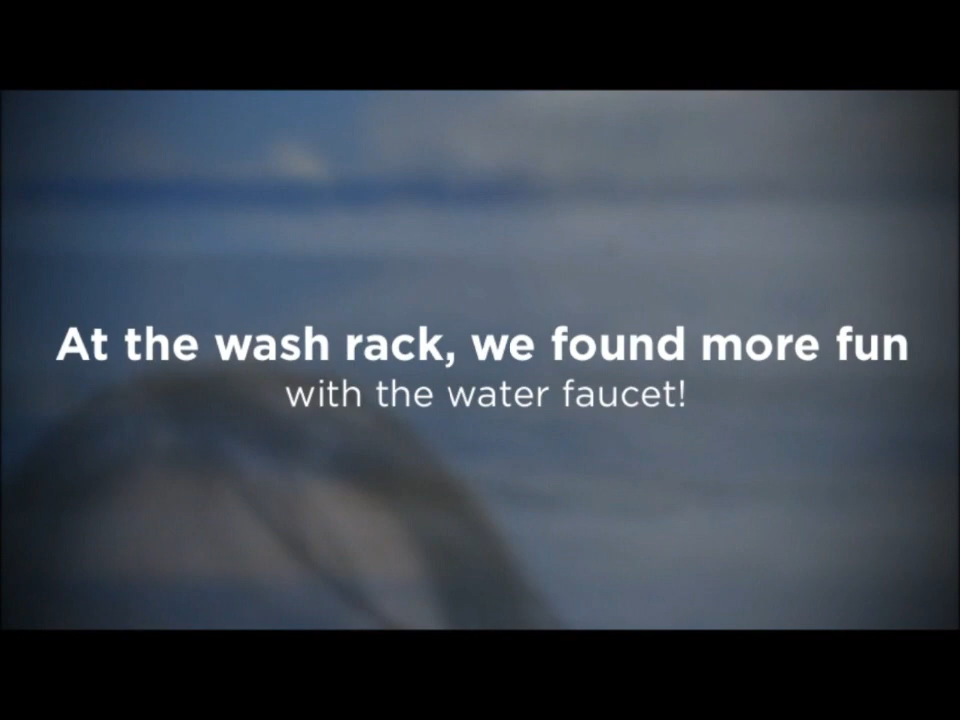 At the wash rack, we found more fun
with the water faucet!